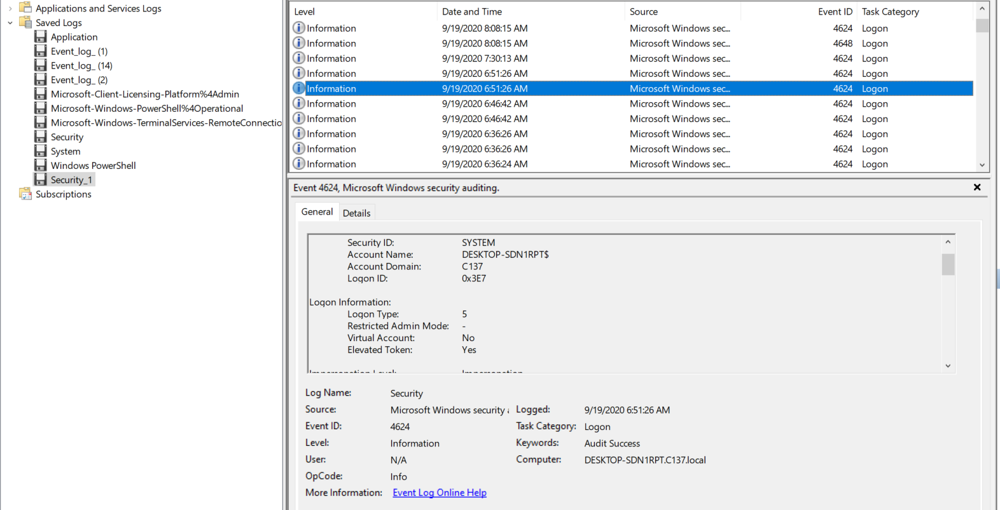 Applications and Services Logs
Saved Logs
Application
Event_log_ (1)
Event_log_ (14)
Event_log_ (2)
Microsoft-Client-Licensing-Platform%4Admin
Microsoft-Windows-PowerShell%4Operational
Microsoft-Windows-TerminalServices-RemoteConnectio
Security
System
Windows PowerShell
Security_1
Subscriptions
Level Date and Time Source Event ID Task Category
Information 9/19/2020 8:08:15 AM Microsoft Windows sec... 4624 Logon
Information 9/19/2020 8:08:15 AM Microsoft Windows sec... 4648 Logon
Information 9/19/2020 7:30:13 AM Microsoft Windows sec... 4624 Logon
Information 9/19/2020 6:51:26 AM Microsoft Windows sec... 4624 Logon
Information 9/19/2020 6:51:26 AM Microsoft Windows sec... 4624 Logon
Information 9/19/2020 6:46:42 AM Microsoft Windows sec... 4624 Logon
Information 9/19/2020 6:46:42 AM Microsoft Windows sec... 4624 Logon
Information 9/19/2020 6:36:26 AM Microsoft Windows sec... 4624 Logon
Information 9/19/2020 6:36:26 AM Microsoft Windows sec... 4624 Logon
Information 9/19/2020 6:36:24 AM Microsoft Windows sec... 4624 Logon
Event 4624, Microsoft Windows security auditing.
General Details
Security ID: SYSTEM
Account Name: DESKTOP-SDN1RPT$
Account Domain: C137
Logon ID: 0x3E7
Logon Information:
Logon Type: 5
Restricted Admin Mode: -
Virtual Account: No
Elevated Token: Yes
Impersonation Level: Impersonation
Log Name: Security
Source: Microsoft Windows security Logged: 9/19/2020 6:51:26 AM
Event ID: 4624 Task Category: Logon
Level: Information Keywords: Audit Success
User: N/A Computer: DESKTOP-SDN1RPT.C137.local
OpCode: Info
More Information: Event Log Online Help